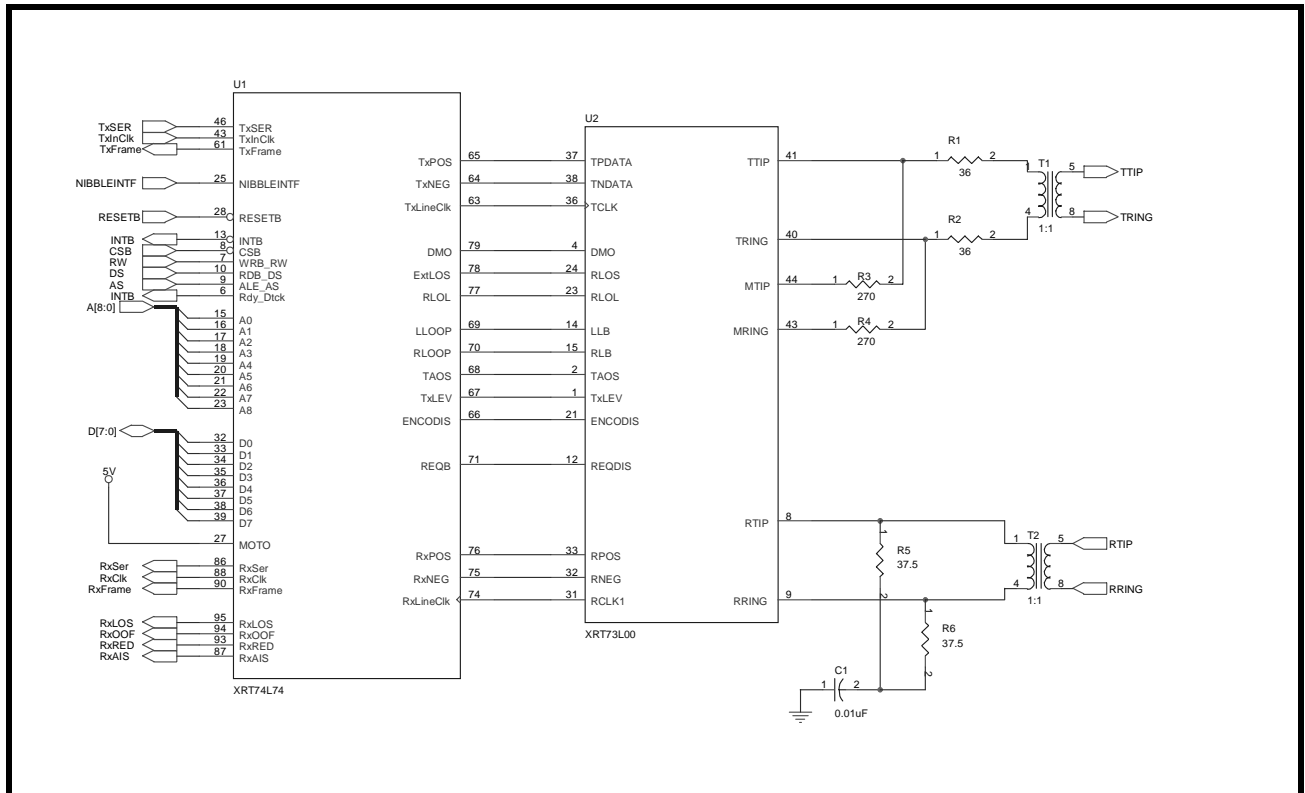 U1
TxSER 46 TxSER
TxInClk 43 TxInClk
TxFrame 61 TxFrame
NIBBLEINTF 25 NIBBLEINTF
RESETB 28 RESETB
INTB 13 INTB
CSB 8 CSB
RW 7 WRB_RW
DS 10 RDB_DS
AS 9 ALE_AS
INTB 6 Rdy_Dtck
A[8:0]
15 A0
16 A1
17 A2
18 A3
19 A4
20 A5
21 A6
22 A7
23 A8
D[7:0]
32 D0
33 D1
34 D2
35 D3
36 D4
37 D5
38 D6
39 D7
5V
27 MOTO
RxSer 86 RxSer
RxClk 88 RxClk
RxFrame 90 RxFrame
RxLOS 95 RxLOS
RxOOF 94 RxOOF
RxRED 93 RxRED
RxAIS 87 RxAIS
XRT74L74
U2
TxPOS 65 37 TPDATA
TxNEG 64 38 TNDATA
TxLineClk 63 36 TCLK
DMO 79 4 DMO
ExtLOS 78 24 RLOS
RLOL 77 23 RLOL
LLOOP 69 14 LLB
RLOOP 70 15 RLB
TAOS 68 2 TAOS
TxLEV 67 1 TxLEV
ENCODIS 66 21 ENCODIS
REQB 71 12 REQDIS
RxPOS 76 33 RPOS
RxNEG 75 32 RNEG
RxLineClk 74 31 RCLK1
XRT73L00
TTIP 41
TRING 40
MTIP 44
MRING 43
RTIP 8
RRING 9
R1
1 2
36
R2
1 2
36
R3
1 2
270
R4
1 2
270
T1
1 5 TTIP
4 8 TRING
1:1
1
R5
37.5
2
T2
1 5 RTIP
4 8 RRING
1:1
1
R6
37.5
2
C1
1 2
0.01uF